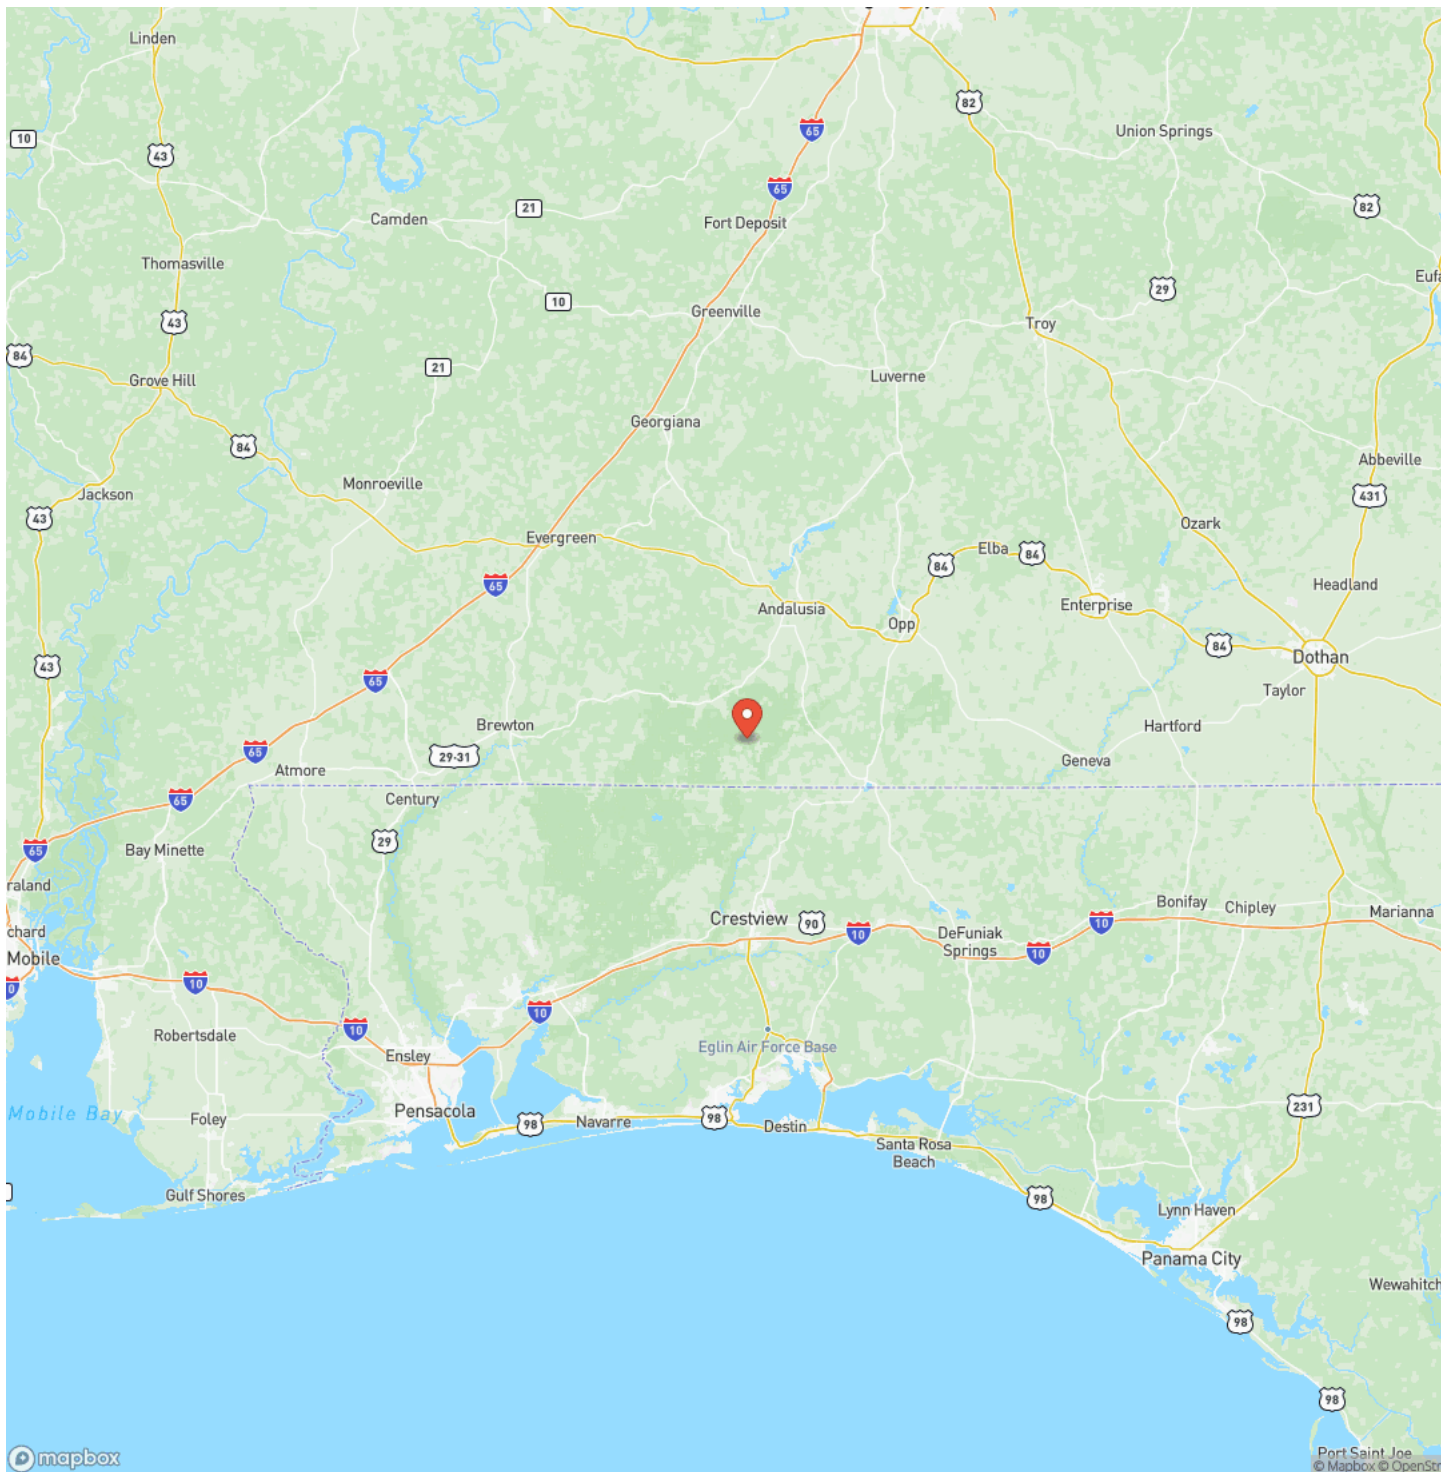 Linden
82
65
Union Springs
10
43
65
21
82
Camden
Fort Deposit
Thomasville
29
Eufa
10
Greenville
43
Troy
84
21
Luverne
Grove Hill
Georgiana
84
Abbeville
Monroeville
Jackson
431
43
Ozark
Evergreen
Elba
84
84
65
Headland
Andalusia
Enterprise
Opp
84
43
Dothan
65
Taylor
Brewton
Hartford
65
29-31
Geneva
Atmore
65
Century
29
65
Bay Minette
raland
Bonifay
Chipley
Marianna
Crestview
90
10
10
chard
DeFuniak
Springs
10
Mobile
10
0
10
10
Robertsdale
Eglin Air Force Base
Ensley
231
Mobile Bay
Foley
Pensacola
98
Navarre
98
Destin
Santa Rosa
Beach
Gulf Shores
98
Lynn Haven
Panama City
Wewahitch
98
98
Port Saint Joe
mapbox
© Mapbox © OpenStr